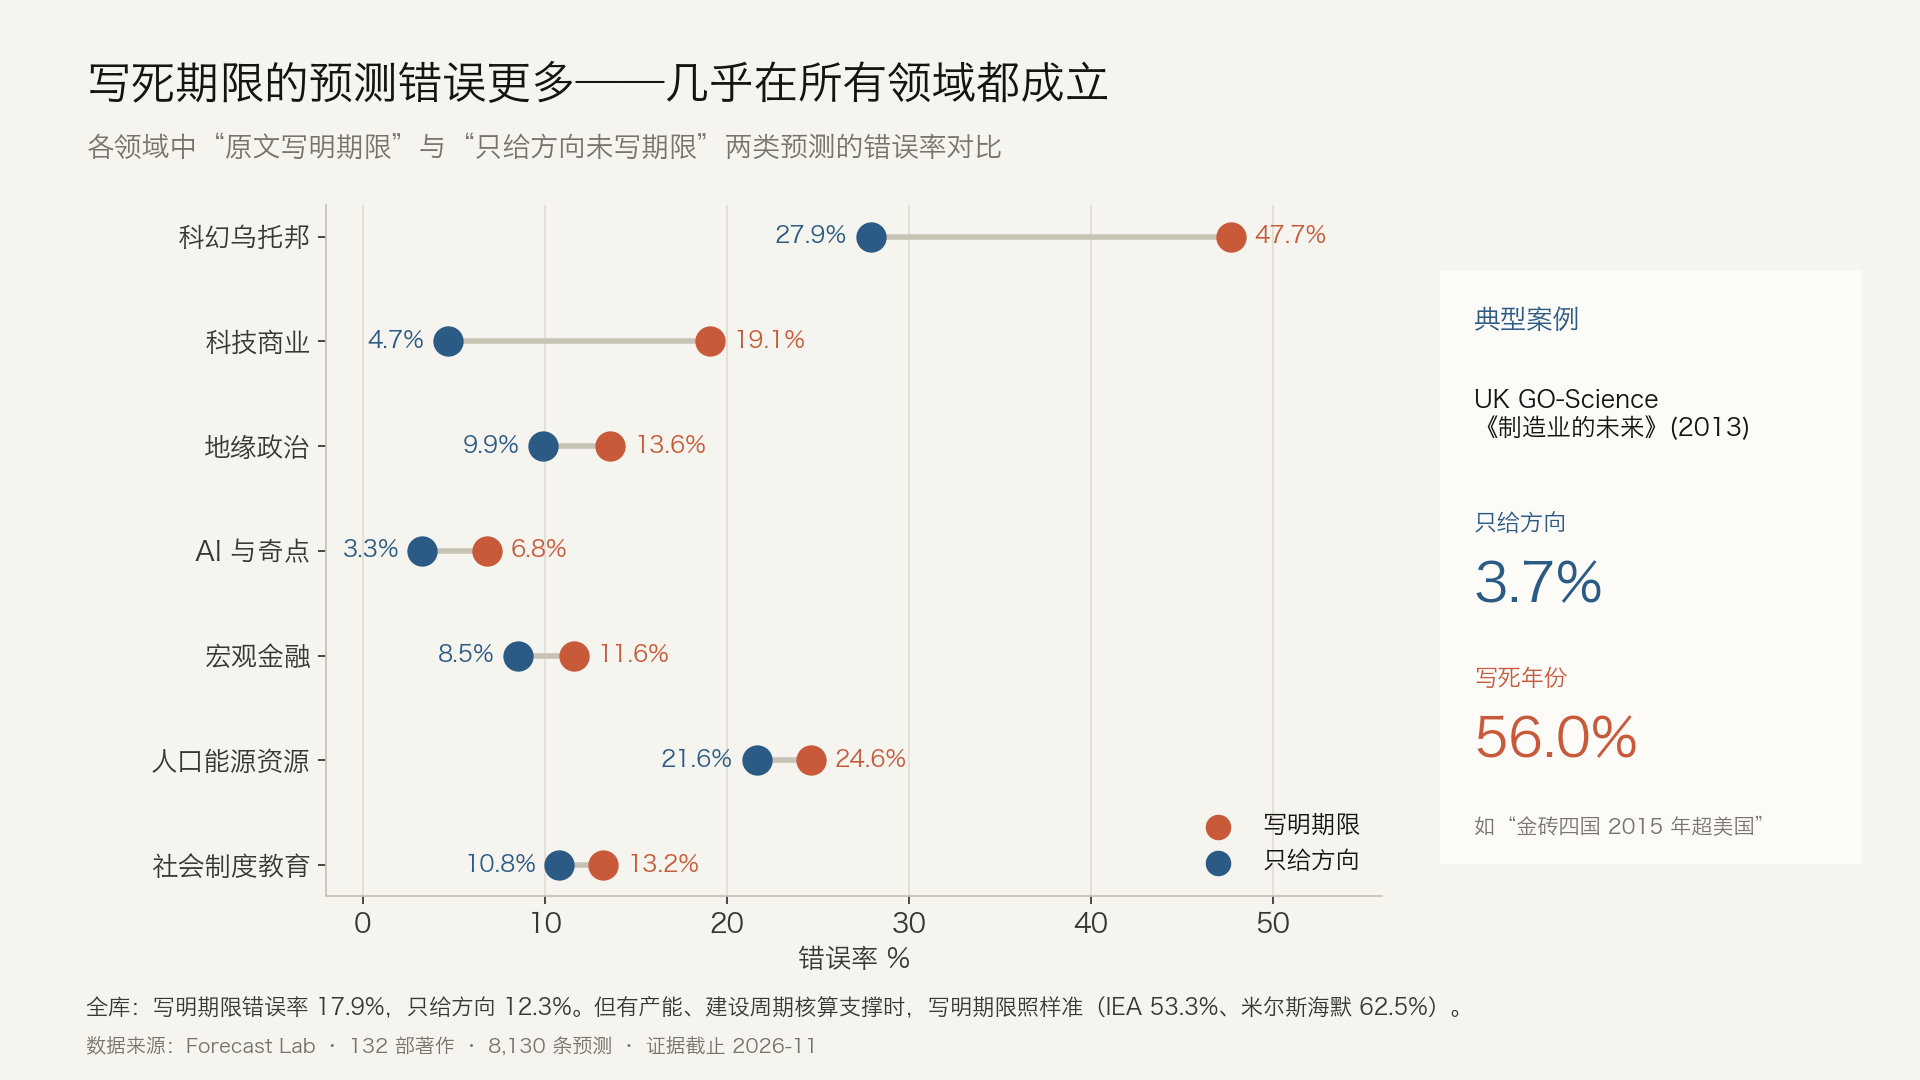 写死期限的预测错误更多——几乎在所有领域都成立
各领域中“原文写明期限”与“只给方向未写期限”两类预测的错误率对比
科幻乌托邦
27.9%
47.7%
科技商业
4.7%
19.1%
地缘政治
9.9%
13.6%
AI 与奇点
3.3%
6.8%
宏观金融
8.5%
11.6%
人口能源资源
21.6%
24.6%
社会制度教育
10.8%
13.2%
写明期限
只给方向
0 10 20 30 40 50
错误率 %
典型案例
UK GO-Science
《制造业的未来》(2013)
只给方向
3.7%
写死年份
56.0%
如“金砖四国 2015 年超美国”
全库：写明期限错误率 17.9%，只给方向 12.3%。但有产能、建设周期核算支撑时，写明期限照样准（IEA 53.3%、米尔斯海默 62.5%）。
数据来源：Forecast Lab · 132 部著作 · 8,130 条预测 · 证据截止 2026-11